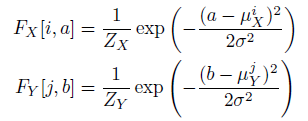 F_X[i, a] = \frac{1}{Z_X} \exp\left(-\frac{(a - \mu_X^i)^2}{2\sigma^2}\right)
F_Y[j, b] = \frac{1}{Z_Y} \exp\left(-\frac{(b - \mu_Y^j)^2}{2\sigma^2}\right)